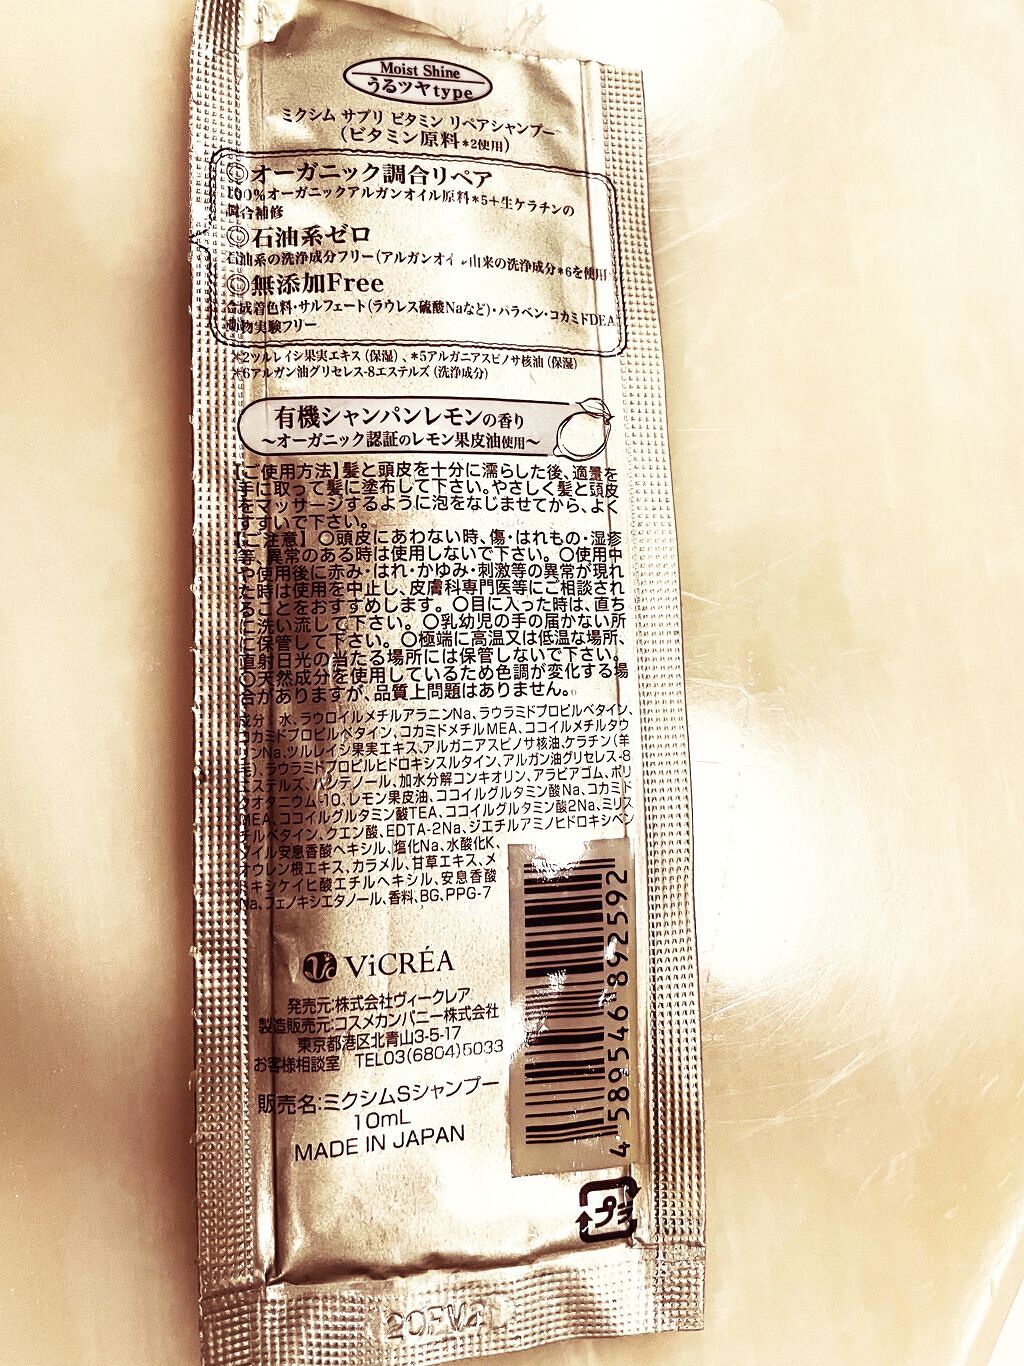 Moist Shine
うるツヤtype
ミクシム サプリ ビタミン リペアシャンプー
(ビタミン原料*2使用)
◎オーガニック調合リペア
100%オーガニックアルガンオイル原料*5+生ケラチンの
調合補修
◎石油系ゼロ
石油系の洗浄成分フリー(アルガンオイル由来の洗浄成分*6を使用)
◎無添加Free
合成着色料・サルフェート(ラウレス硫酸Naなど)・パラベン・コカミドDEA
動物実験フリー
*2ツルレイシ果実エキス(保湿)、*5アルガニアスピノサ核油(保湿)
*6アルガン油グリセレス-8エステルズ(洗浄成分)
有機シャンパンレモンの香り
～オーガニック認証のレモン果皮油使用～
【ご使用方法】髪と頭皮を十分に濡らした後、適量を
手に取って髪に塗布して下さい。やさしく髪と頭皮
をマッサージするように泡をなじませてから、よく
すすいで下さい。
【ご注意】 ○頭皮にあわない時、傷・はれもの・湿疹
等、異常のある時は使用しないで下さい。 ○使用中
や使用後に赤み・はれ・かゆみ・刺激等の異常が現れ
た時は使用を中止し、皮膚科専門医等にご相談され
ることをおすすめします。 ○目に入った時は、直ち
に洗い流して下さい。 ○乳幼児の手の届かない所
に保管して下さい。 ○極端に高温又は低温な場所、
直射日光の当たる場所には保管しないで下さい。
○天然成分を使用しているため色調が変化する場
合がありますが、品質上問題はありません。
成分 水、ラウロイルメチルアラニンNa、ラウラミドプロピルベタイン、
コカミドプロピルベタイン、コカミドメチルMEA、ココイルメチルタウ
リンNa、ツルレイシ果実エキス、アルガニアスピノサ核油、ケラチン(羊
毛)、ラウラミドプロピルヒドロキシスルタイン、アルガン油グリセレス-8
エステルズ、パンテノール、加水分解コンキオリン、アラビアゴム、ポリ
クオタニウム-10、レモン果皮油、ココイルグルタミン酸Na、コカミド
MEA、ココイルグルタミン酸TEA、ココイルグルタミン酸2Na、ミリス
チルベタイン、クエン酸、EDTA-2Na、ジエチルアミノヒドロキシベン
ゾイル安息香酸ヘキシル、塩化Na、水酸化K、
オウレン根エキス、カラメル、甘草エキス、メ
トキシケイヒ酸エチルヘキシル、安息香酸
Na、フェノキシエタノール、香料、BG、PPG-7
ViCRÉA
発売元:株式会社ヴィークレア
製造販売元:コスメカンパニー株式会社
東京都港区北青山3-5-17
お客様相談室 TEL03(6804)5033
販売名:ミクシムSシャンプー
10mL
MADE IN JAPAN
4 589546 892592
プラ